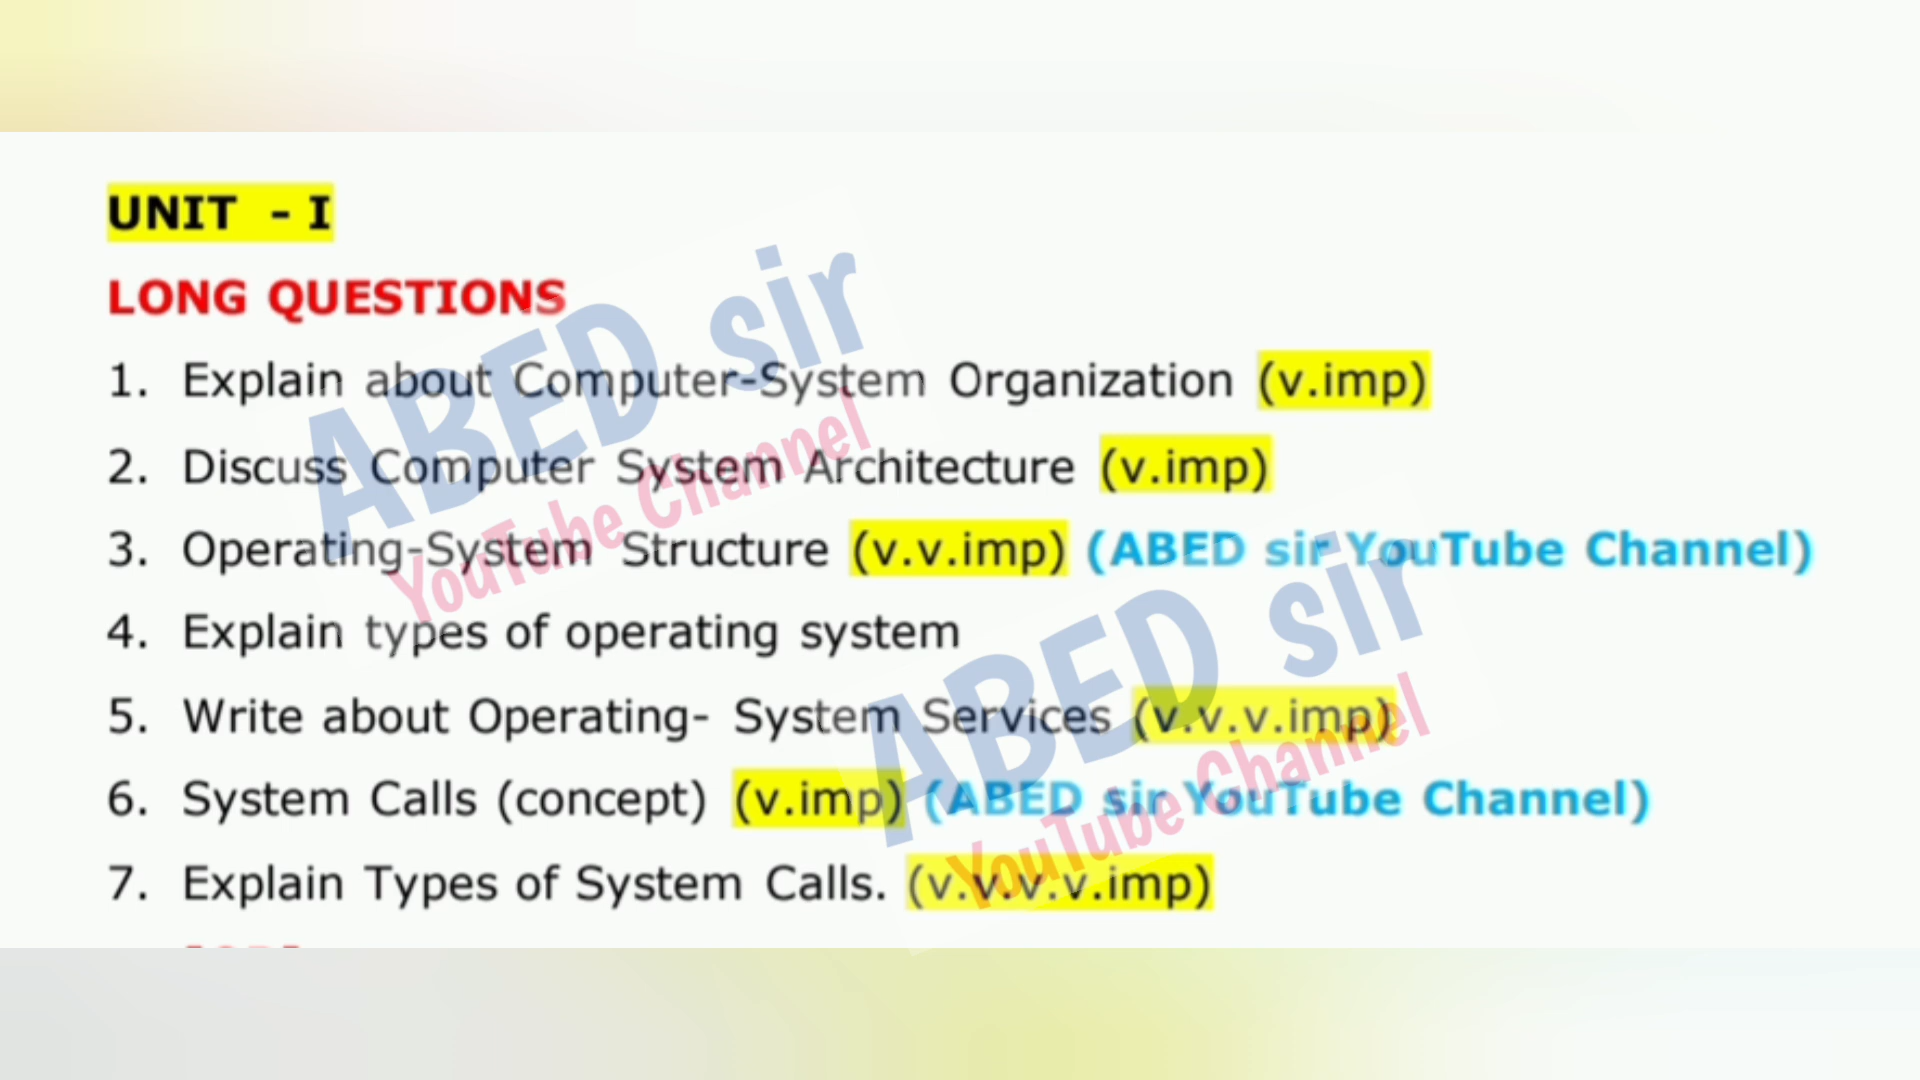 UNIT - I
LONG QUESTIONS
1. Explain about Computer-System Organization (v.imp)
2. Discuss Computer System Architecture (v.imp)
3. Operating-System Structure (v.v.imp) (ABED sir YouTube Channel)
4. Explain types of operating system
5. Write about Operating- System Services (v.v.v.imp)
6. System Calls (concept) (v.imp) (ABED sir YouTube Channel)
7. Explain Types of System Calls. (v.v.v.v.imp)
ABED sir
YouTube Channel
ABED sir
YouTube Channel